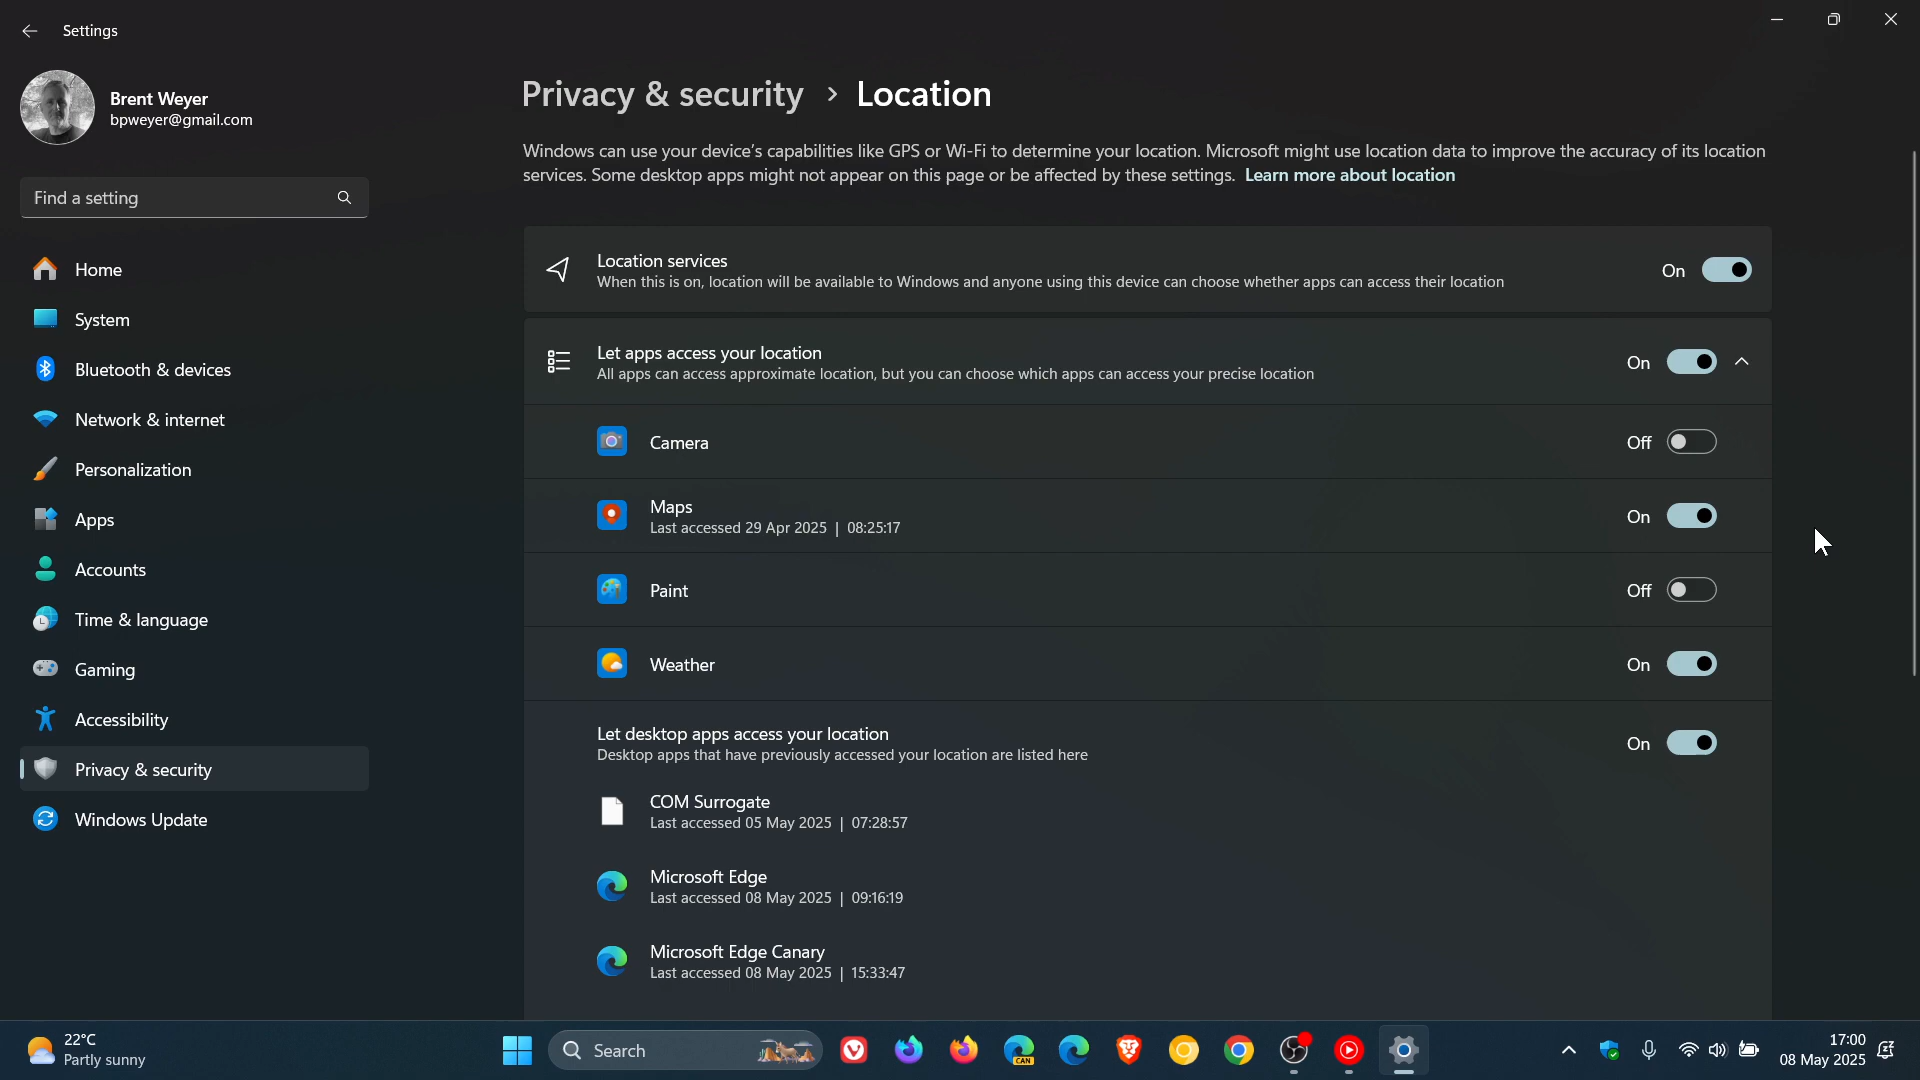 Settings
Brent Weyer
bpweyer@gmail.com
Find a setting
Home
System
Bluetooth & devices
Network & internet
Personalization
Apps
Accounts
Time & language
Gaming
Accessibility
Privacy & security
Windows Update
Privacy & security > Location
Windows can use your device's capabilities like GPS or Wi-Fi to determine your location. Microsoft might use location data to improve the accuracy of its location
services. Some desktop apps might not appear on this page or be affected by these settings. Learn more about location
Location services
When this is on, location will be available to Windows and anyone using this device can choose whether apps can access their location
On
Let apps access your location
All apps can access approximate location, but you can choose which apps can access your precise location
On
Camera
Off
Maps
Last accessed 29 Apr 2025 | 08:25:17
On
Paint
Off
Weather
On
Let desktop apps access your location
Desktop apps that have previously accessed your location are listed here
On
COM Surrogate
Last accessed 05 May 2025 | 07:28:57
Microsoft Edge
Last accessed 08 May 2025 | 09:16:19
Microsoft Edge Canary
Last accessed 08 May 2025 | 15:33:47
22°C
Partly sunny
Search
CAN
17:00
08 May 2025